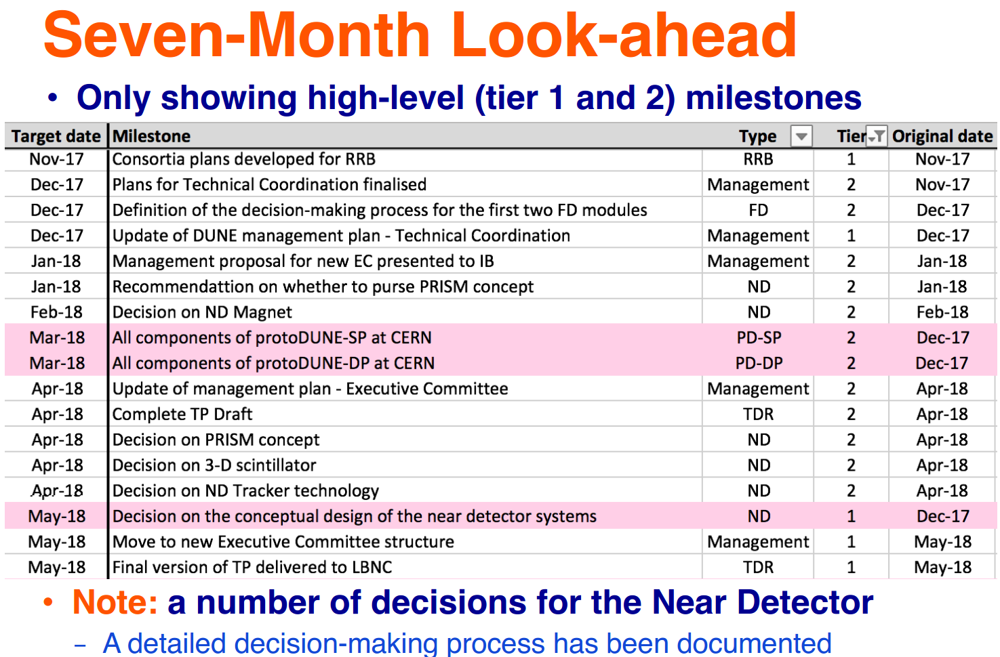 Seven-Month Look-ahead
• Only showing high-level (tier 1 and 2) milestones
Target date Milestone Type Tier Original date
Nov-17 Consortia plans developed for RRB RRB 1 Nov-17
Dec-17 Plans for Technical Coordination finalised Management 2 Nov-17
Dec-17 Definition of the decision-making process for the first two FD modules FD 2 Dec-17
Dec-17 Update of DUNE management plan - Technical Coordination Management 1 Dec-17
Jan-18 Management proposal for new EC presented to IB Management 2 Jan-18
Jan-18 Recommendattion on whether to purse PRISM concept ND 2 Jan-18
Feb-18 Decision on ND Magnet ND 2 Feb-18
Mar-18 All components of protoDUNE-SP at CERN PD-SP 2 Dec-17
Mar-18 All components of protoDUNE-DP at CERN PD-DP 2 Dec-17
Apr-18 Update of management plan - Executive Committee Management 2 Apr-18
Apr-18 Complete TP Draft TDR 2 Apr-18
Apr-18 Decision on PRISM concept ND 2 Apr-18
Apr-18 Decision on 3-D scintillator ND 2 Apr-18
Apr-18 Decision on ND Tracker technology ND 2 Apr-18
May-18 Decision on the conceptual design of the near detector systems ND 1 Dec-17
May-18 Move to new Executive Committee structure Management 1 May-18
May-18 Final version of TP delivered to LBNC TDR 1 May-18
• Note: a number of decisions for the Near Detector
– A detailed decision-making process has been documented